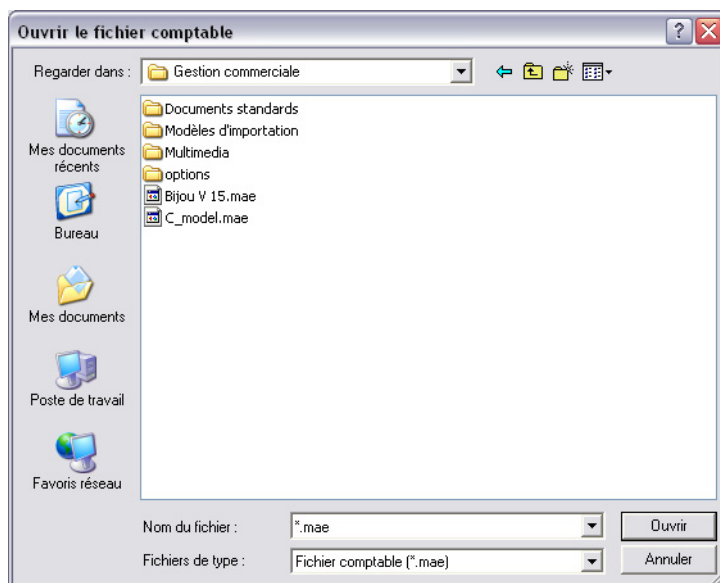 Ouvrir le fichier comptable
Regarder dans : Gestion commerciale
Documents standards
Modèles d'importation
Multimedia
options
Bijou V 15.mae
C_model.mae
Mes documents
récents
Bureau
Mes documents
Poste de travail
Favoris réseau
Nom du fichier : *.mae Ouvrir
Fichiers de type : Fichier comptable (*.mae) Annuler